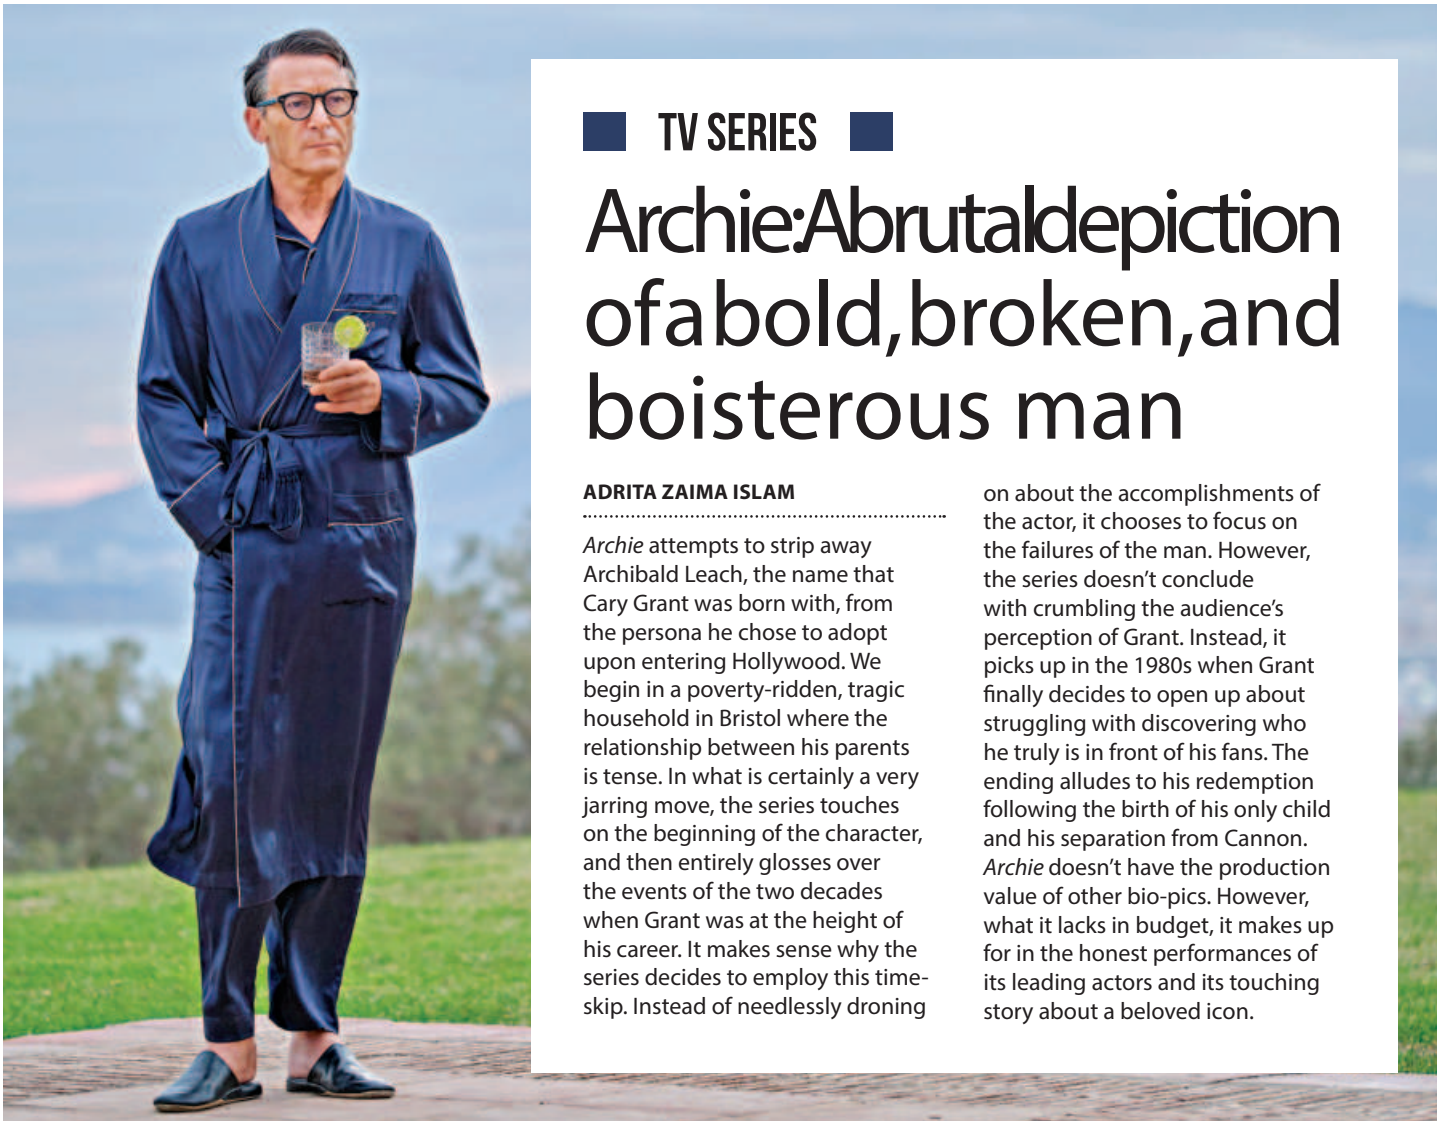 TV SERIES
Archie: A brutal depiction
of a bold, broken, and
boisterous man
ADRITA ZAIMA ISLAM
Archie attempts to strip away
Archibald Leach, the name that
Cary Grant was born with, from
the persona he chose to adopt
upon entering Hollywood. We
begin in a poverty-ridden, tragic
household in Bristol where the
relationship between his parents
is tense. In what is certainly a very
jarring move, the series touches
on the beginning of the character,
and then entirely glosses over
the events of the two decades
when Grant was at the height of
his career. It makes sense why the
series decides to employ this time-
skip. Instead of needlessly droning
on about the accomplishments of
the actor, it chooses to focus on
the failures of the man. However,
the series doesn’t conclude
with crumbling the audience’s
perception of Grant. Instead, it
picks up in the 1980s when Grant
finally decides to open up about
struggling with discovering who
he truly is in front of his fans. The
ending alludes to his redemption
following the birth of his only child
and his separation from Cannon.
Archie doesn’t have the production
value of other bio-pics. However,
what it lacks in budget, it makes up
for in the honest performances of
its leading actors and its touching
story about a beloved icon.